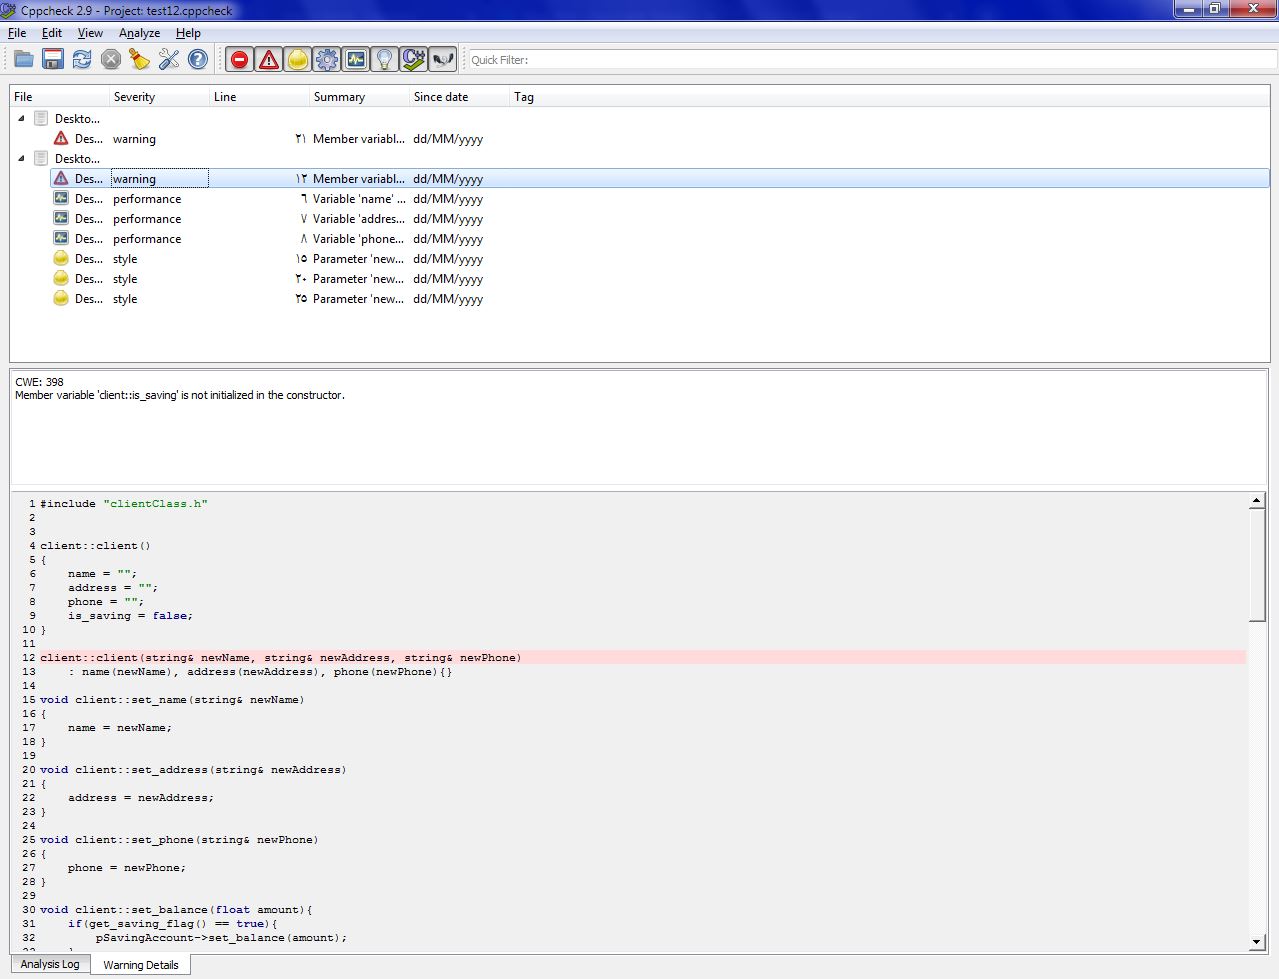 Cppcheck 2.9 - Project: test12.cppcheck
File Edit View Analyze Help
Quick Filter:
File Severity Line Summary Since date Tag
Deskto...
Des... warning ٢١ Member variabl... dd/MM/yyyy
Deskto...
Des... warning ١٢ Member variabl... dd/MM/yyyy
Des... performance ٦ Variable 'name' ... dd/MM/yyyy
Des... performance ٧ Variable 'addres... dd/MM/yyyy
Des... performance ٨ Variable 'phone... dd/MM/yyyy
Des... style ١٥ Parameter 'new... dd/MM/yyyy
Des... style ٢٠ Parameter 'new... dd/MM/yyyy
Des... style ٢٥ Parameter 'new... dd/MM/yyyy
CWE: 398
Member variable 'client::is_saving' is not initialized in the constructor.
1 #include "clientClass.h"
2
3
4 client::client()
5 {
6 name = "";
7 address = "";
8 phone = "";
9 is_saving = false;
10 }
11
12 client::client(string& newName, string& newAddress, string& newPhone)
13 : name(newName), address(newAddress), phone(newPhone){}
14
15 void client::set_name(string& newName)
16 {
17 name = newName;
18 }
19
20 void client::set_address(string& newAddress)
21 {
22 address = newAddress;
23 }
24
25 void client::set_phone(string& newPhone)
26 {
27 phone = newPhone;
28 }
29
30 void client::set_balance(float amount){
31 if(get_saving_flag() == true){
32 pSavingAccount->set_balance(amount);
Analysis Log Warning Details